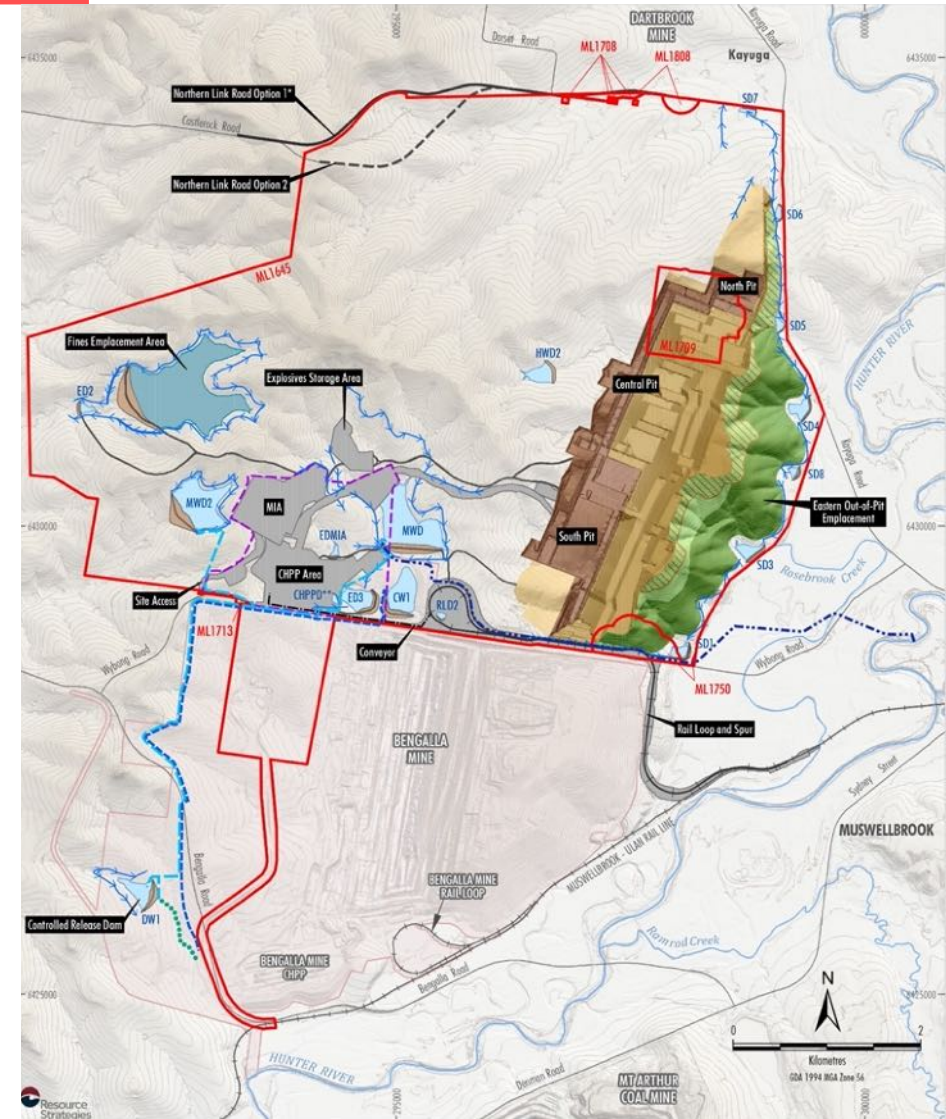 DARTBROOK
MINE
Kayuga Road
295000
Dorset Road
ML1708
ML1808
Kayuga
6435000
6435000
Northern Link Road Option 1*
SD7
Castlerock Road
Northern Link Road Option 2
SD6
ML1645
North Pit
SD5
Fines Emplacement Area
HWD2
ML1709
HUNTER RIVER
Explosives Storage Area
Central Pit
ED2
SD4
Kayuga Road
SD8
MWD2
MIA
Eastern Out-of-Pit
Emplacement
6430000
6430000
MWD
EDMIA
South Pit
SD3
CHPP Area
Rosebrook Creek
Site Access
CHPPD**
ED3
CW1
RLD2
ML1713
Conveyor
SD1
Wybong Road
Wybong Road
ML1750
Rail Loop and Spur
BENGALLA
MINE
Sydney Street
MUSWELLBROOK
MUSWELLBROOK - ULAN RAIL LINE
Bengalla Road
BENGALLA MINE
RAIL LOOP
Controlled Release Dam
DW1
Ramrod Creek
BENGALLA MINE
CHPP
Bengalla Road
6425000
6425000
N
0
2
Kilometres
GDA 1994 MGA Zone 56
HUNTER RIVER
Denman Road
MT ARTHUR
COAL MINE
295000
Resource
Strategies